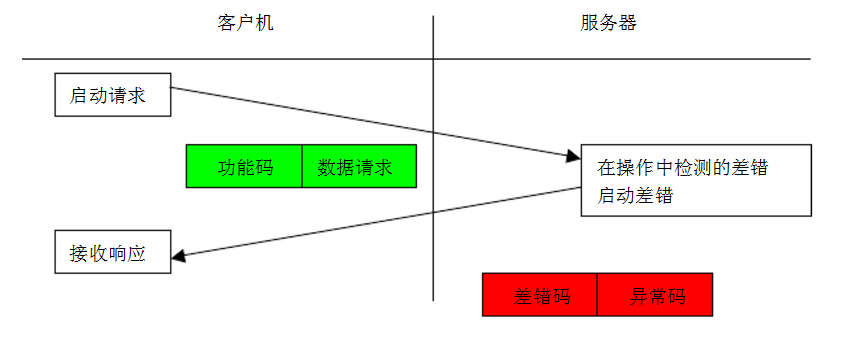 客户机
服务器
启动请求
功能码 数据请求
在操作中检测的差错
启动差错
接收响应
差错码 异常码